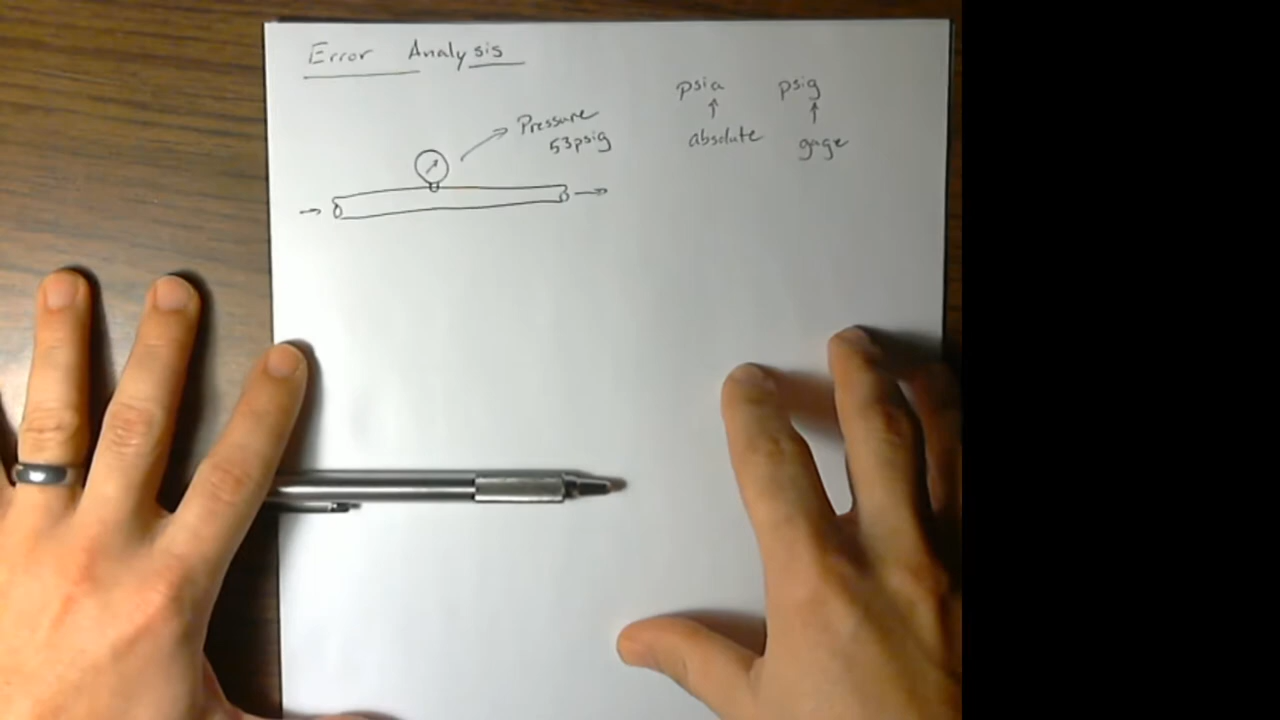 Error Analysis
Pressure
53psig
psia psig
absolute gage